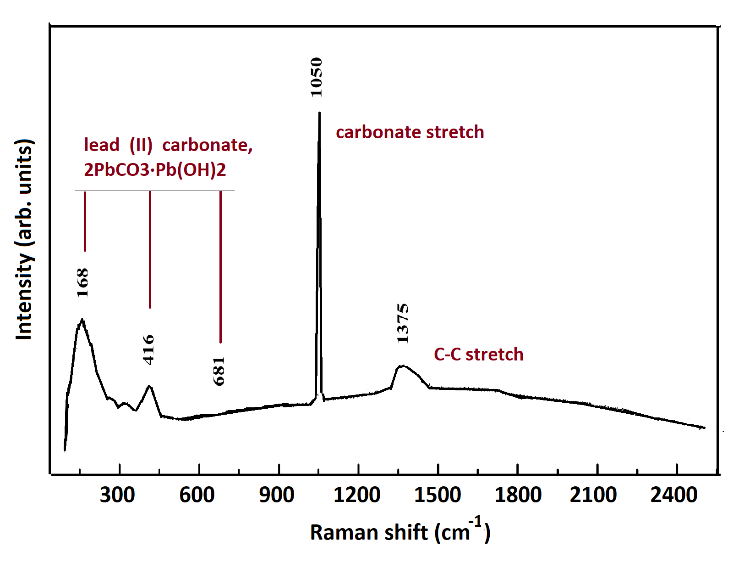 1050
lead (II) carbonate,
2PbCO3·Pb(OH)2
carbonate stretch
168
416
681
1375
C-C stretch
Intensity (arb. units)
300 600 900 1200 1500 1800 2100 2400
Raman shift (cm-1)